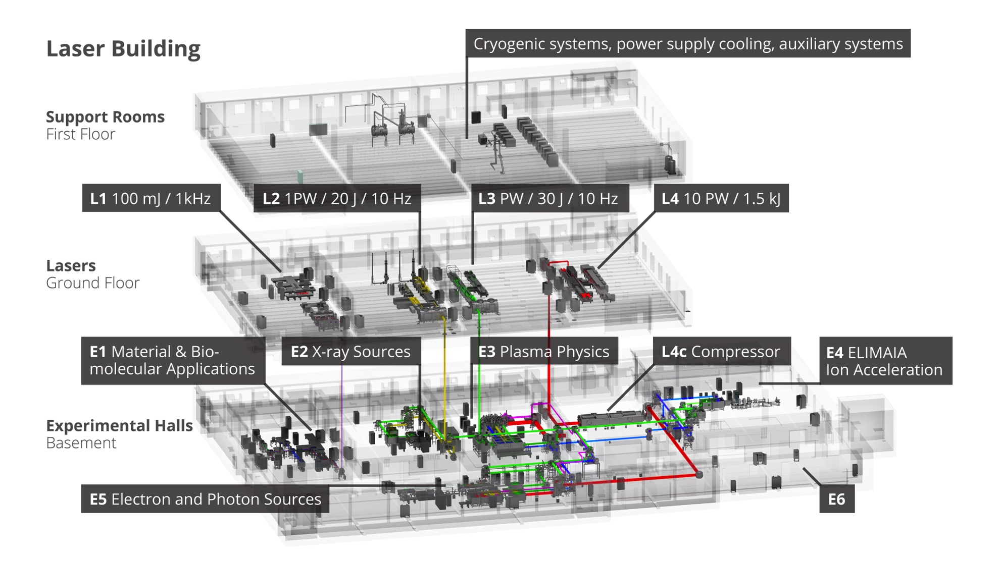 Laser Building
Cryogenic systems, power supply cooling, auxiliary systems
Support Rooms
First Floor
L1 100 mJ / 1kHz
L2 1PW / 20 J / 10 Hz
L3 PW / 30 J / 10 Hz
L4 10 PW / 1.5 kJ
Lasers
Ground Floor
E1 Material & Bio-
molecular Applications
E2 X-ray Sources
E3 Plasma Physics
L4c Compressor
E4 ELIMAIA
Ion Acceleration
Experimental Halls
Basement
E5 Electron and Photon Sources
E6